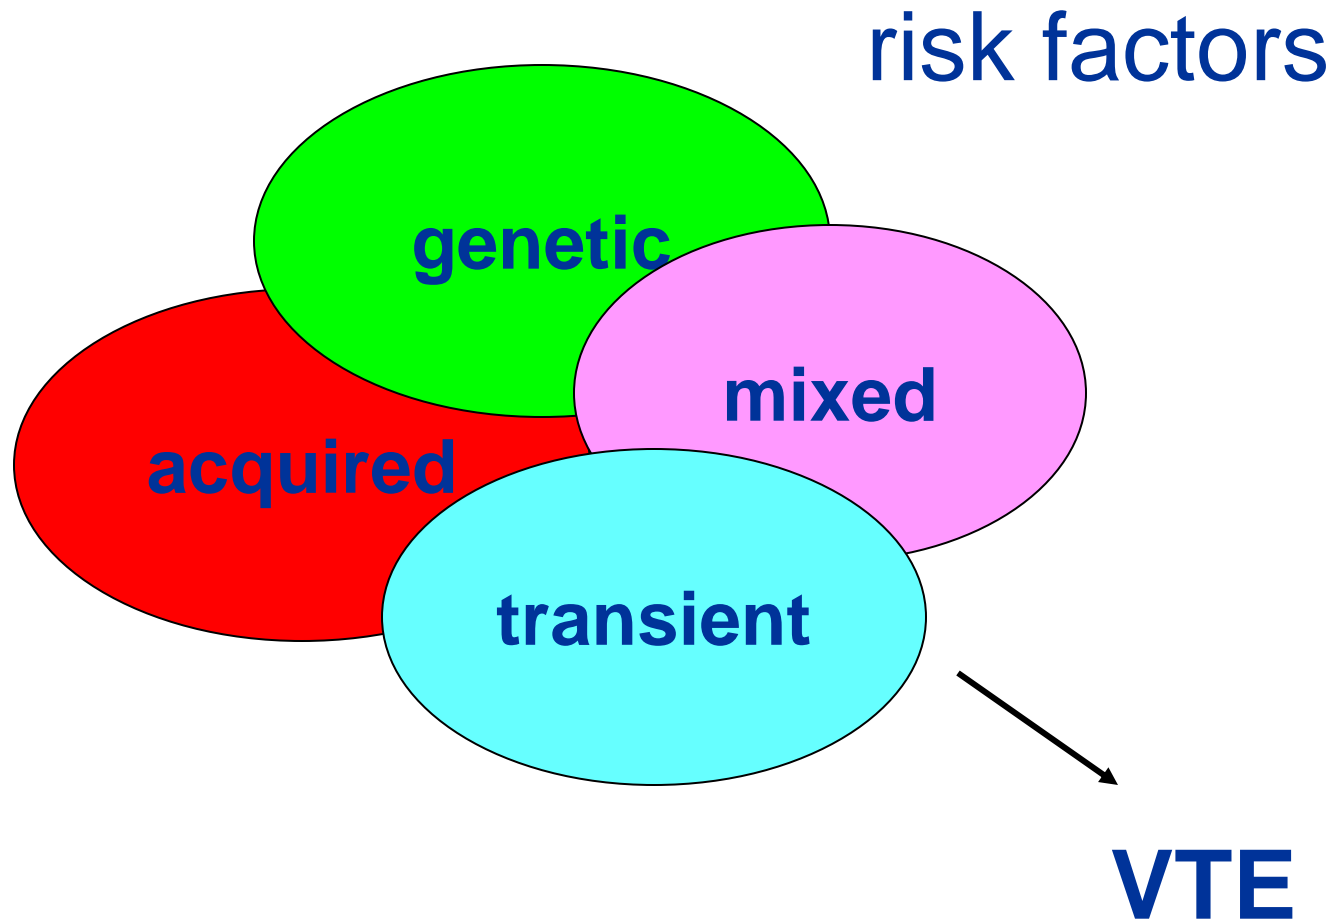 risk factors
genetic
mixed
acquired
transient
VTE